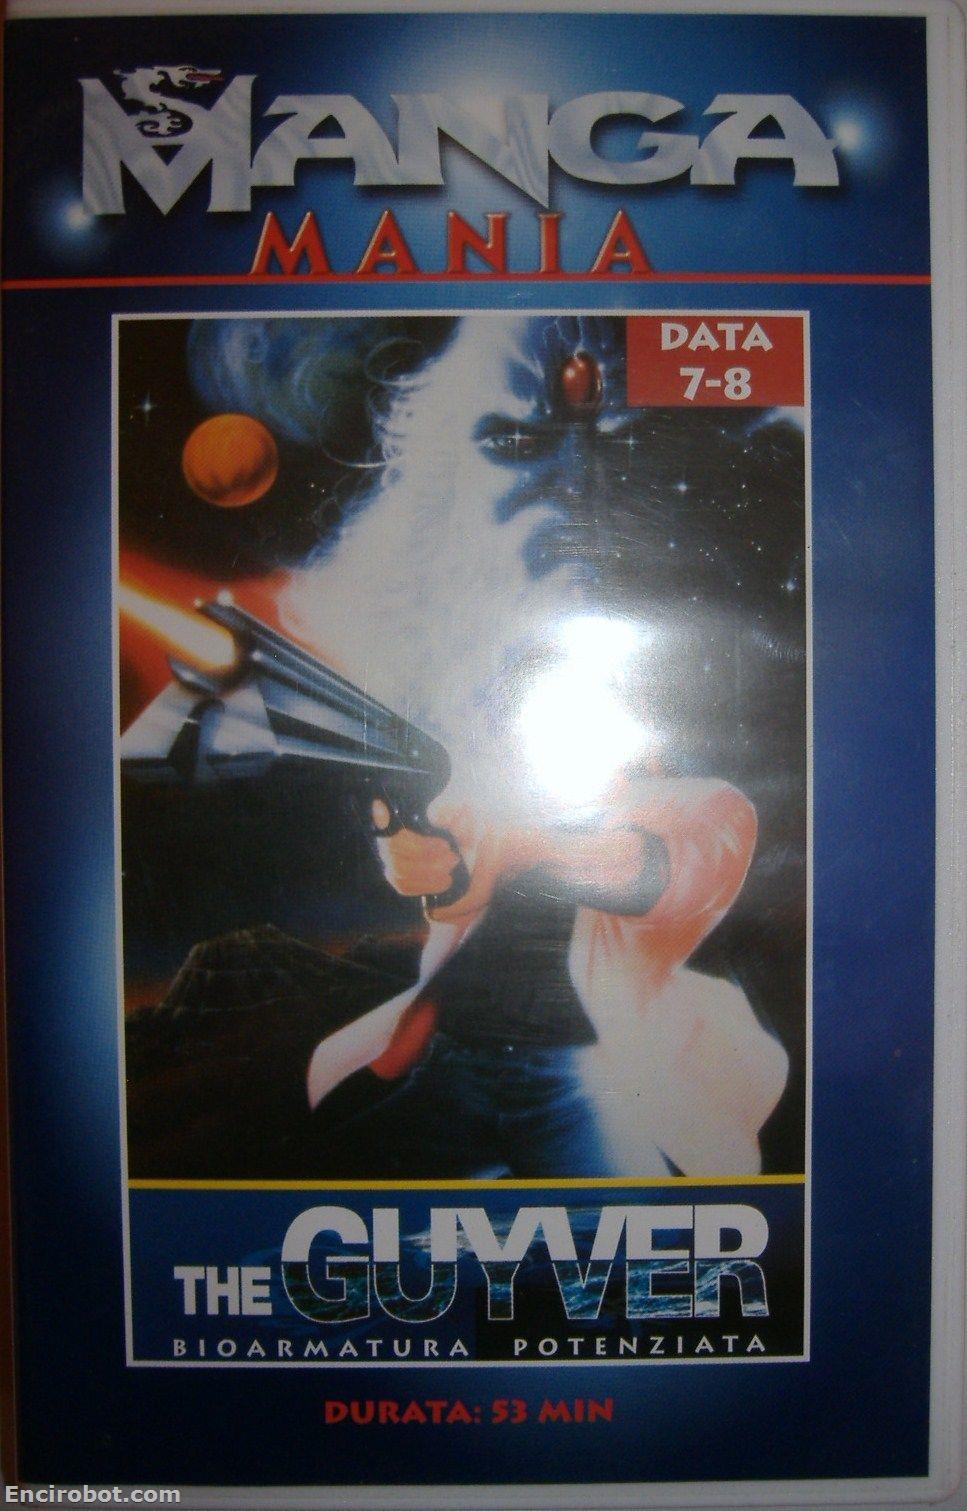 MANGA
MANIA
DATA
7-8
THE GUYVER
BIOARMATURA POTENZIATA
DURATA: 53 MIN
Encirobot.com